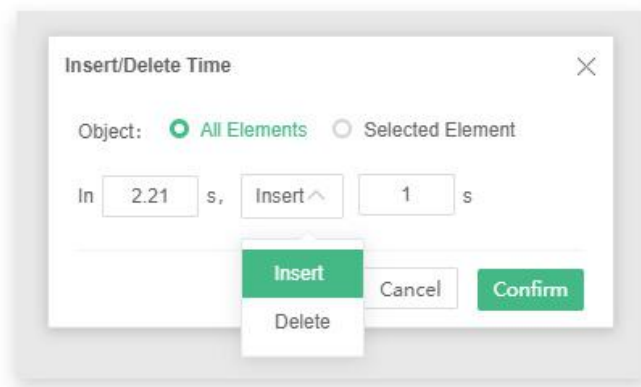 Insert/Delete Time
Object: All Elements Selected Element
In 2.21 s, Insert 1 s
Insert
Cancel Confirm
Delete